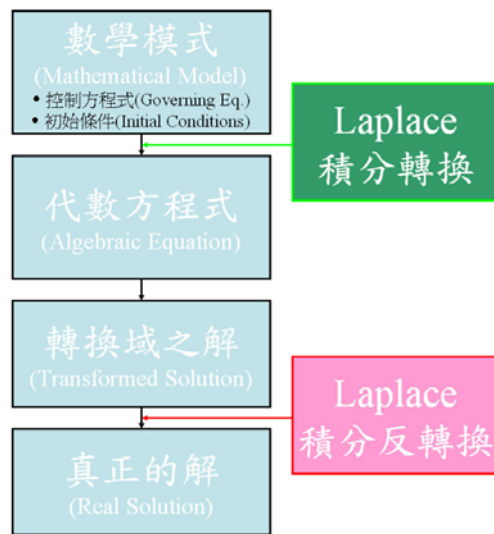 數學模式
(Mathematical Model)
• 控制方程式(Governing Eq.)
• 初始條件(Initial Conditions)
Laplace
積分轉換
代數方程式
(Algebraic Equation)
轉換域之解
(Transformed Solution)
Laplace
積分反轉換
真正的解
(Real Solution)